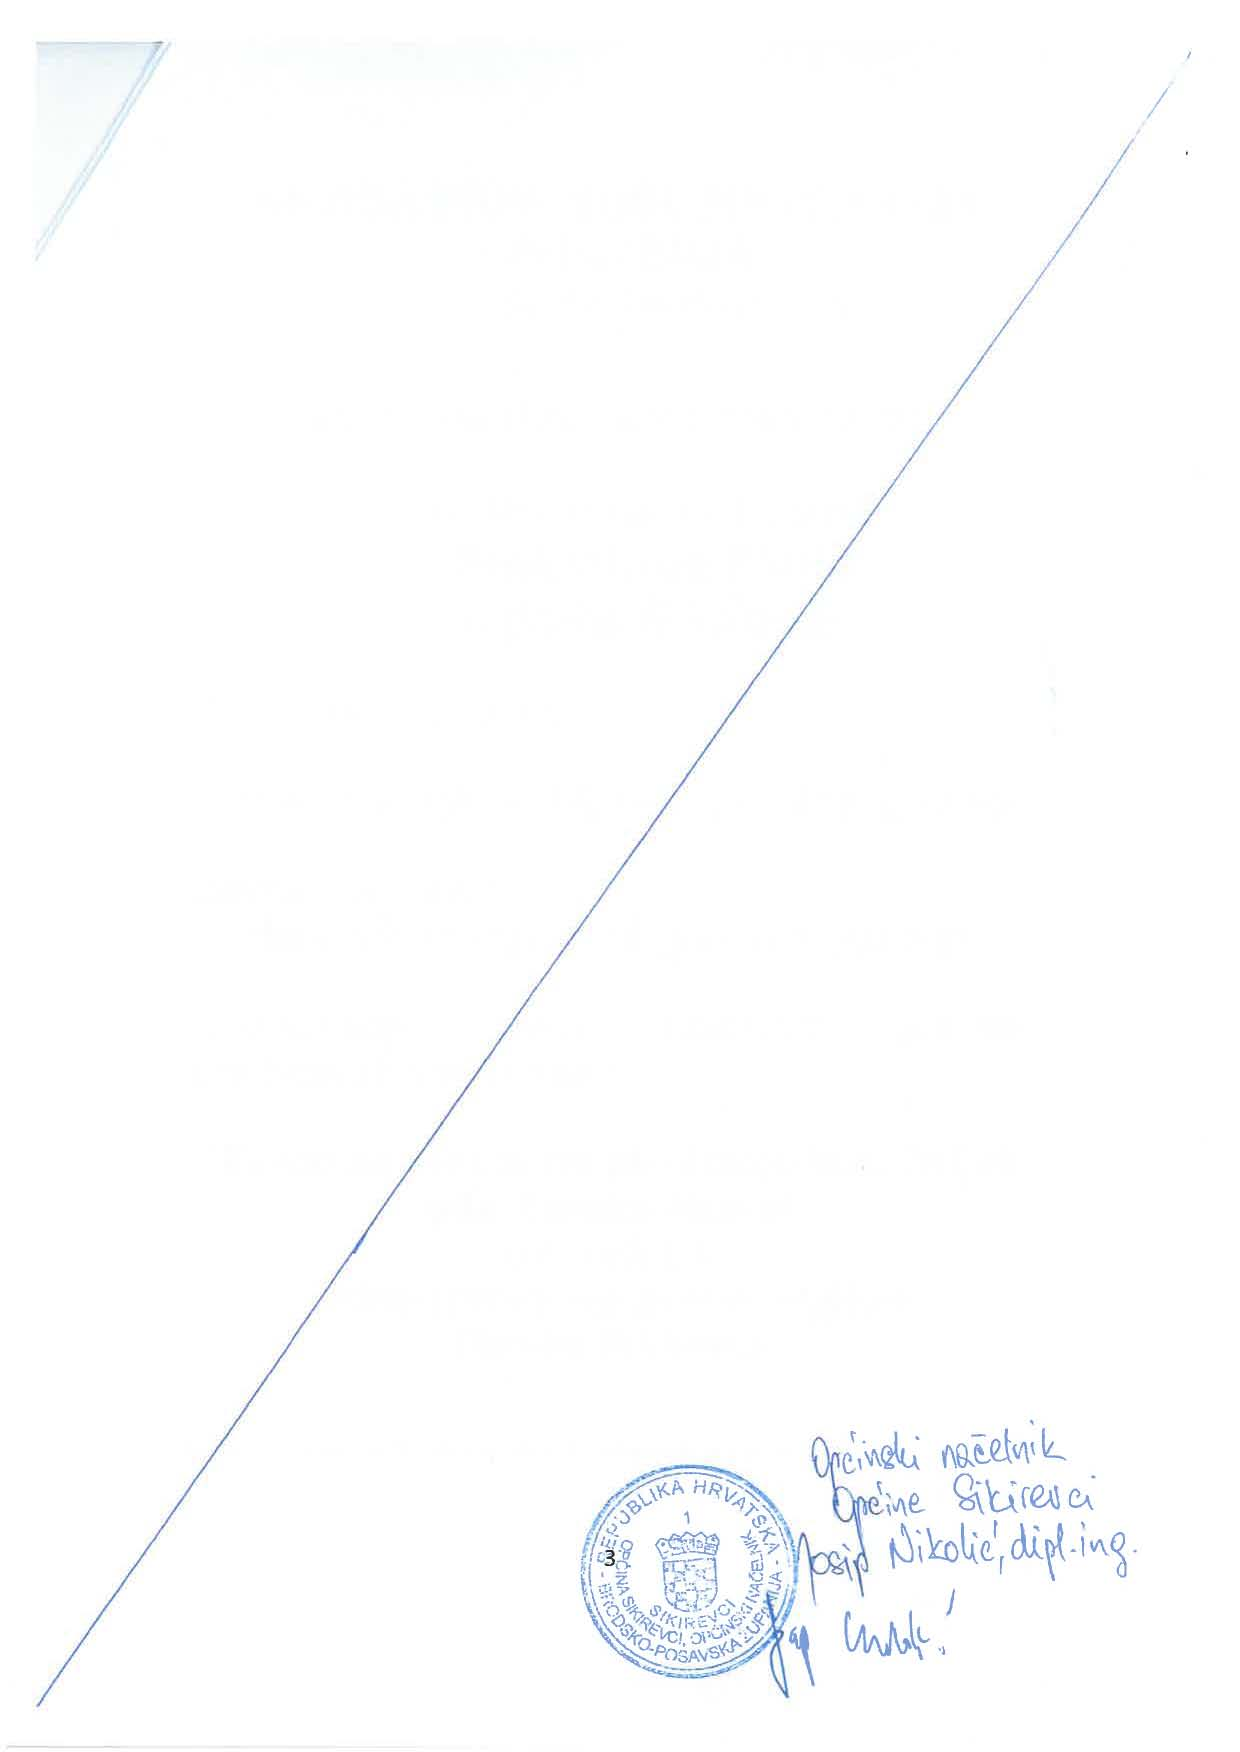 Općinski načelnik
Općine Sikirevci
Josip Nikolić, dipl.ing.
REPUBLIKA HRVATSKA - BRODSKO-POSAVSKA ŽUPANIJA -
OPĆINA SIKIREVCI, OPĆINSKI NAČELNIK
1
SIKIREVCI
3